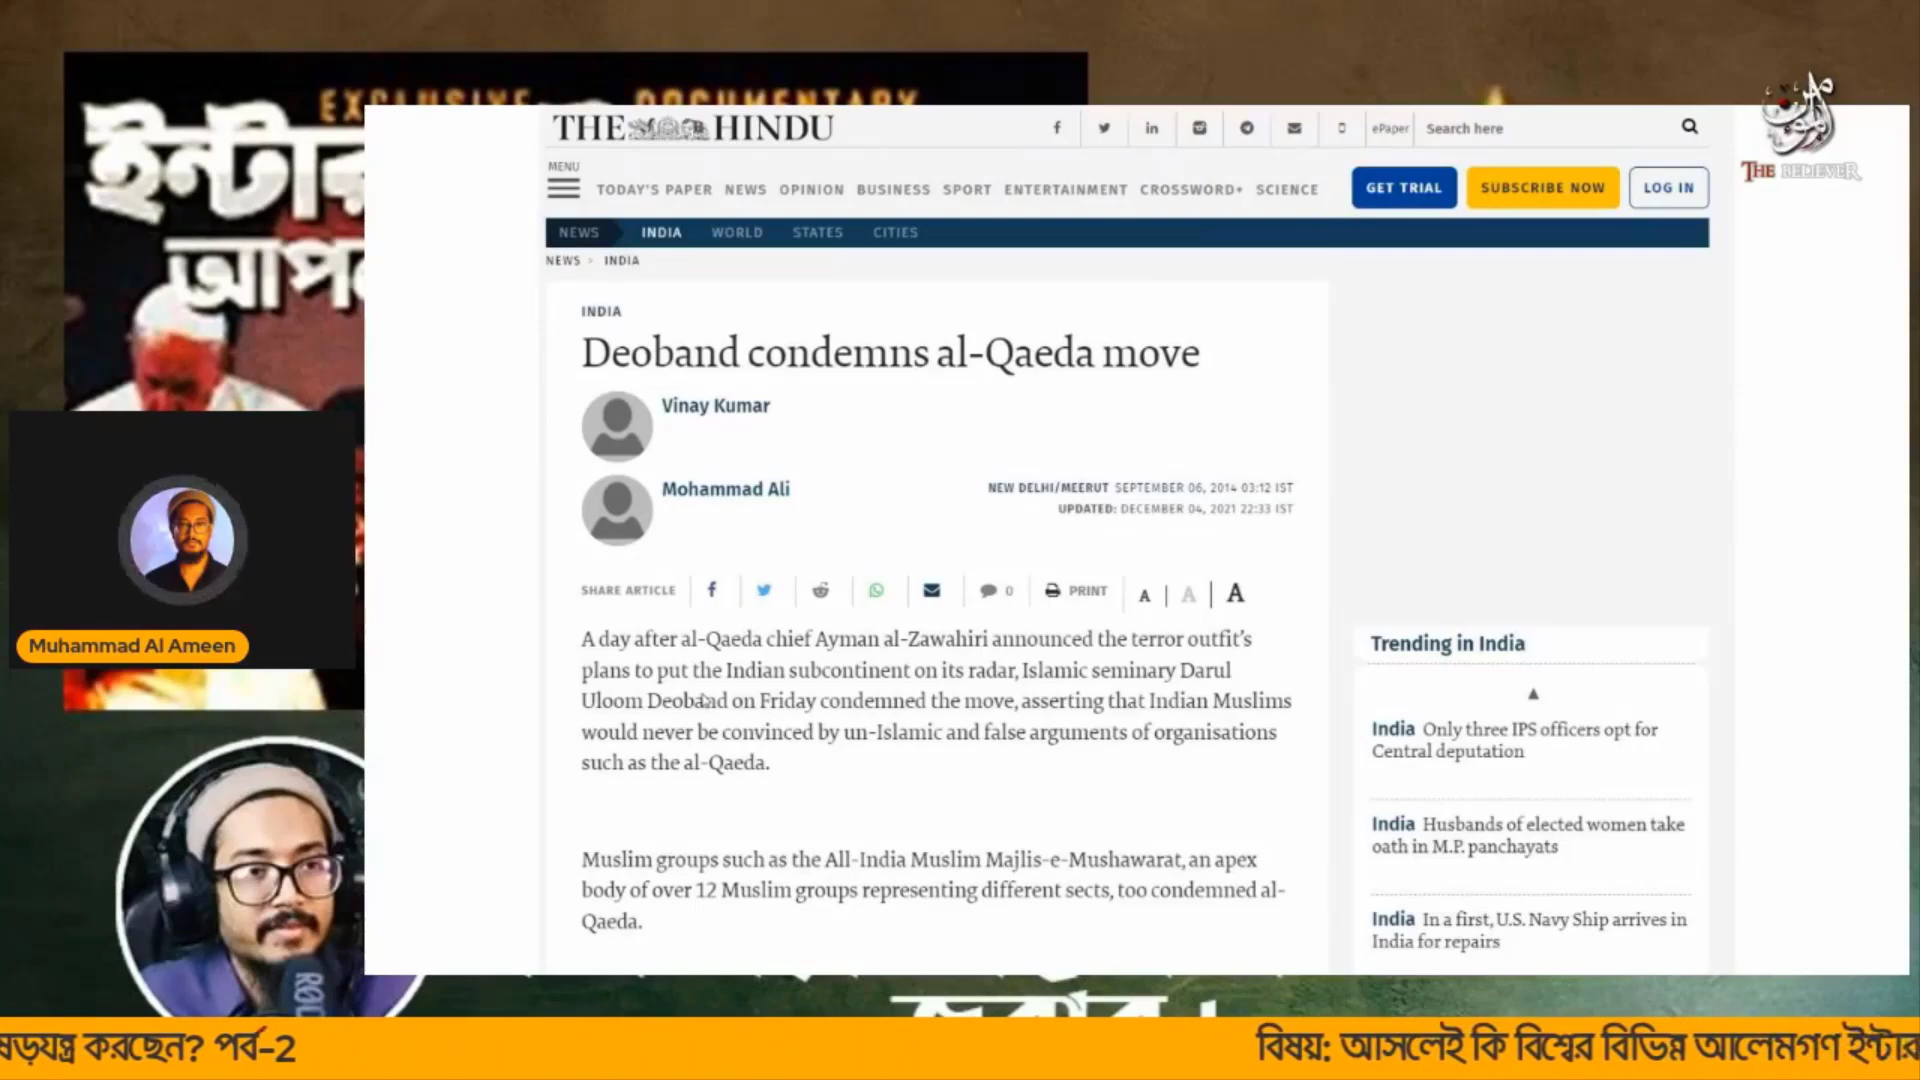 EXCLUSIVE DOCUMENTARY
ইন্টার
আপ
THE HINDU
ePaper
Search here
MENU
TODAY'S PAPER NEWS OPINION BUSINESS SPORT ENTERTAINMENT CROSSWORD+ SCIENCE
GET TRIAL
SUBSCRIBE NOW
LOG IN
NEWS INDIA WORLD STATES CITIES
NEWS > INDIA
INDIA
Deoband condemns al-Qaeda move
Vinay Kumar
Mohammad Ali
NEW DELHI/MEERUT SEPTEMBER 06, 2014 03:12 IST
UPDATED: DECEMBER 04, 2021 22:33 IST
SHARE ARTICLE
0
PRINT
A | A | A
A day after al-Qaeda chief Ayman al-Zawahiri announced the terror outfit's
plans to put the Indian subcontinent on its radar, Islamic seminary Darul
Uloom Deoband on Friday condemned the move, asserting that Indian Muslims
would never be convinced by un-Islamic and false arguments of organisations
such as the al-Qaeda.
Muslim groups such as the All-India Muslim Majlis-e-Mushawarat, an apex
body of over 12 Muslim groups representing different sects, too condemned al-
Qaeda.
Trending in India
India Only three IPS officers opt for
Central deputation
India Husbands of elected women take
oath in M.P. panchayats
India In a first, U.S. Navy Ship arrives in
India for repairs
THE BELIEVER
Muhammad Al Ameen
ষড়যন্ত্র করছেন? পর্ব-2
বিষয়: আসলেই কি বিশ্বের বিভিন্ন আলেমগণ ইন্টার